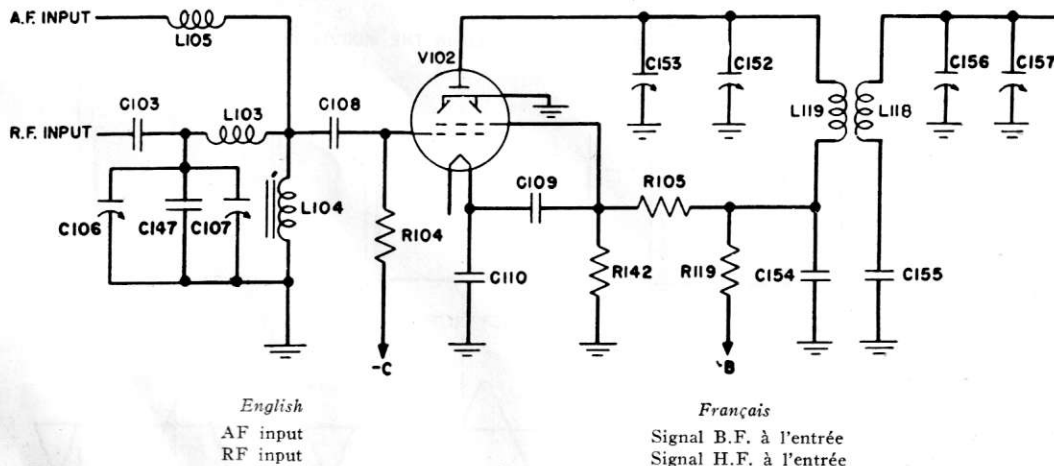 A.F. INPUT
L105
V102
C153
C152
C156
C157
C103
L103
C108
L119
L118
R.F. INPUT
C109
R105
L104
C106
C147
C107
R104
C110
R142
R119
C154
C155
-C
B
English
Français
AF input
Signal B.F. à l'entrée
RF input
Signal H.F. à l'entrée